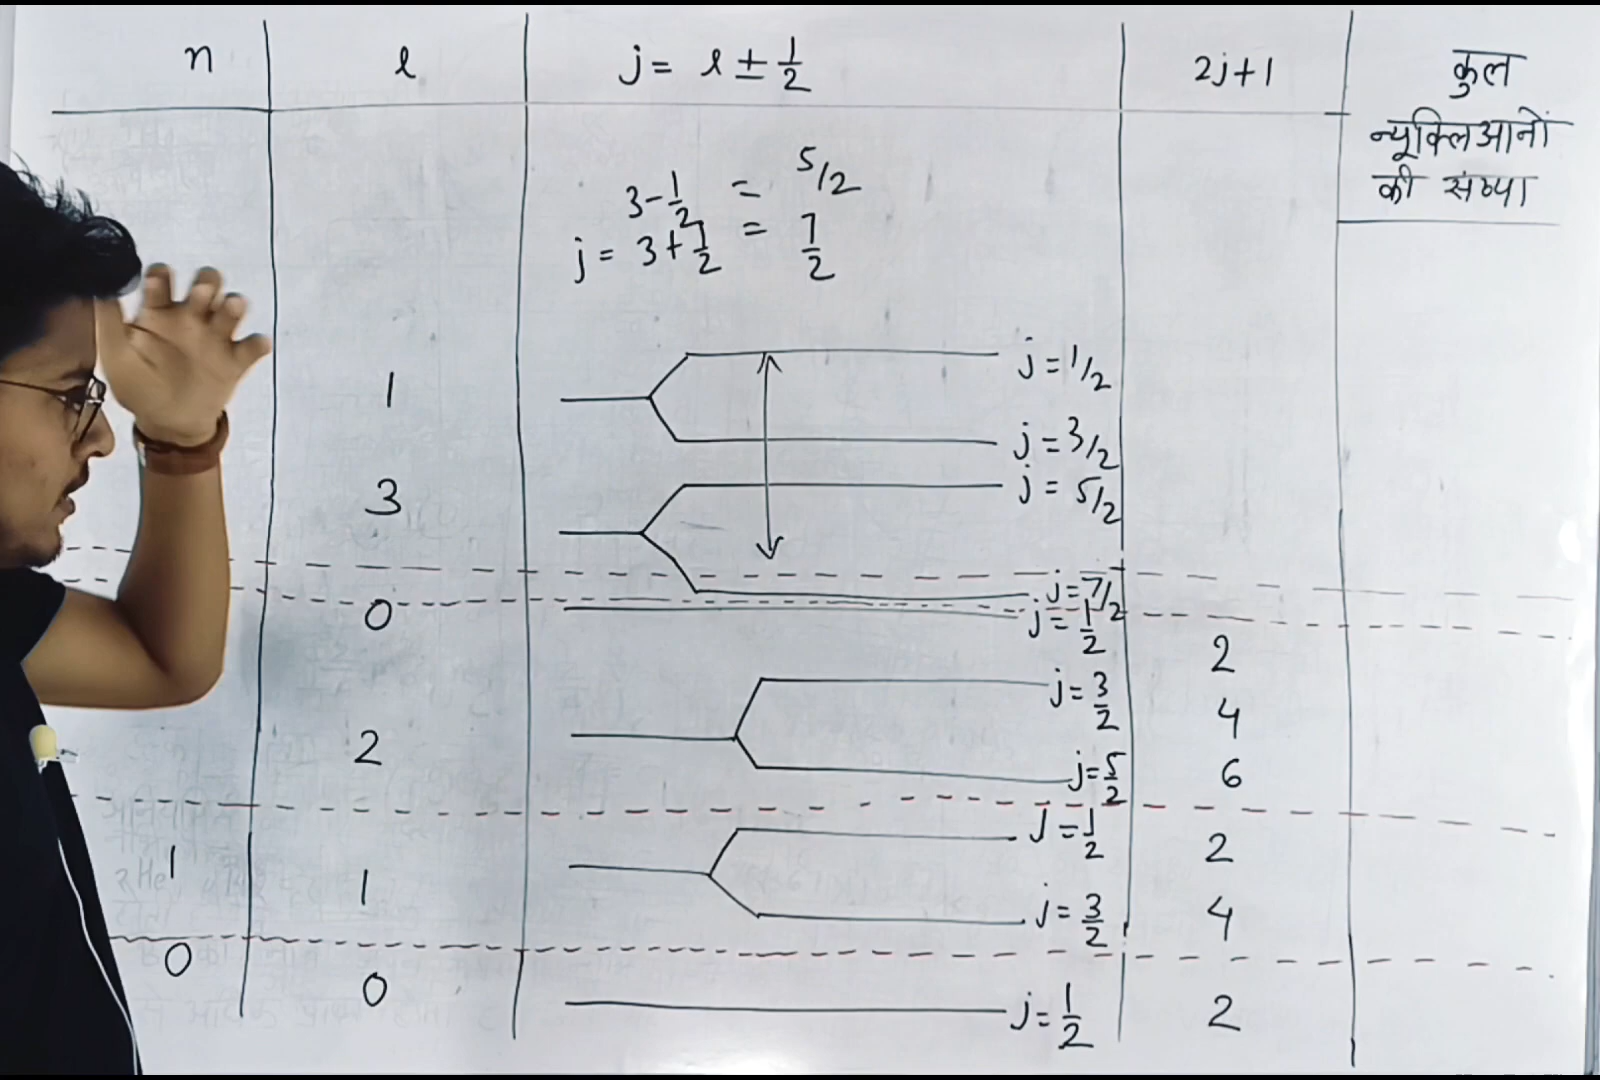 n l j = l ± 1/2 2j+1 कुल
न्यूक्लिआनों
की संख्या
3 - 1/2 = 5/2
j = 3 + 1/2 = 7/2
j = 1/2
1
j = 3/2
3 j = 5/2
j = 7/2
0 j = 1/2 2
j = 3/2 4
2
j = 5/2 6
j = 1/2 2
1 1
j = 3/2 4
0
0 j = 1/2 2